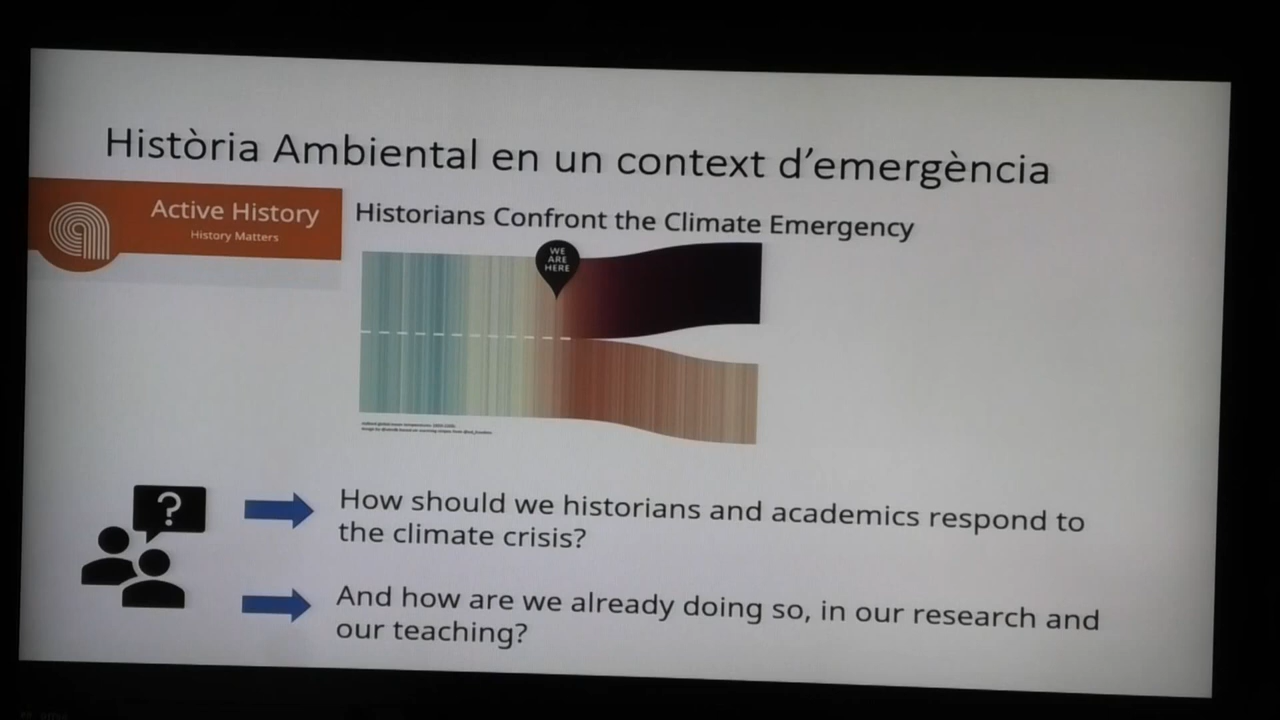 Història Ambiental en un context d'emergència
Active History
History Matters
Historians Confront the Climate Emergency
WE
ARE
HERE
How should we historians and academics respond to
the climate crisis?
And how are we already doing so, in our research and
our teaching?